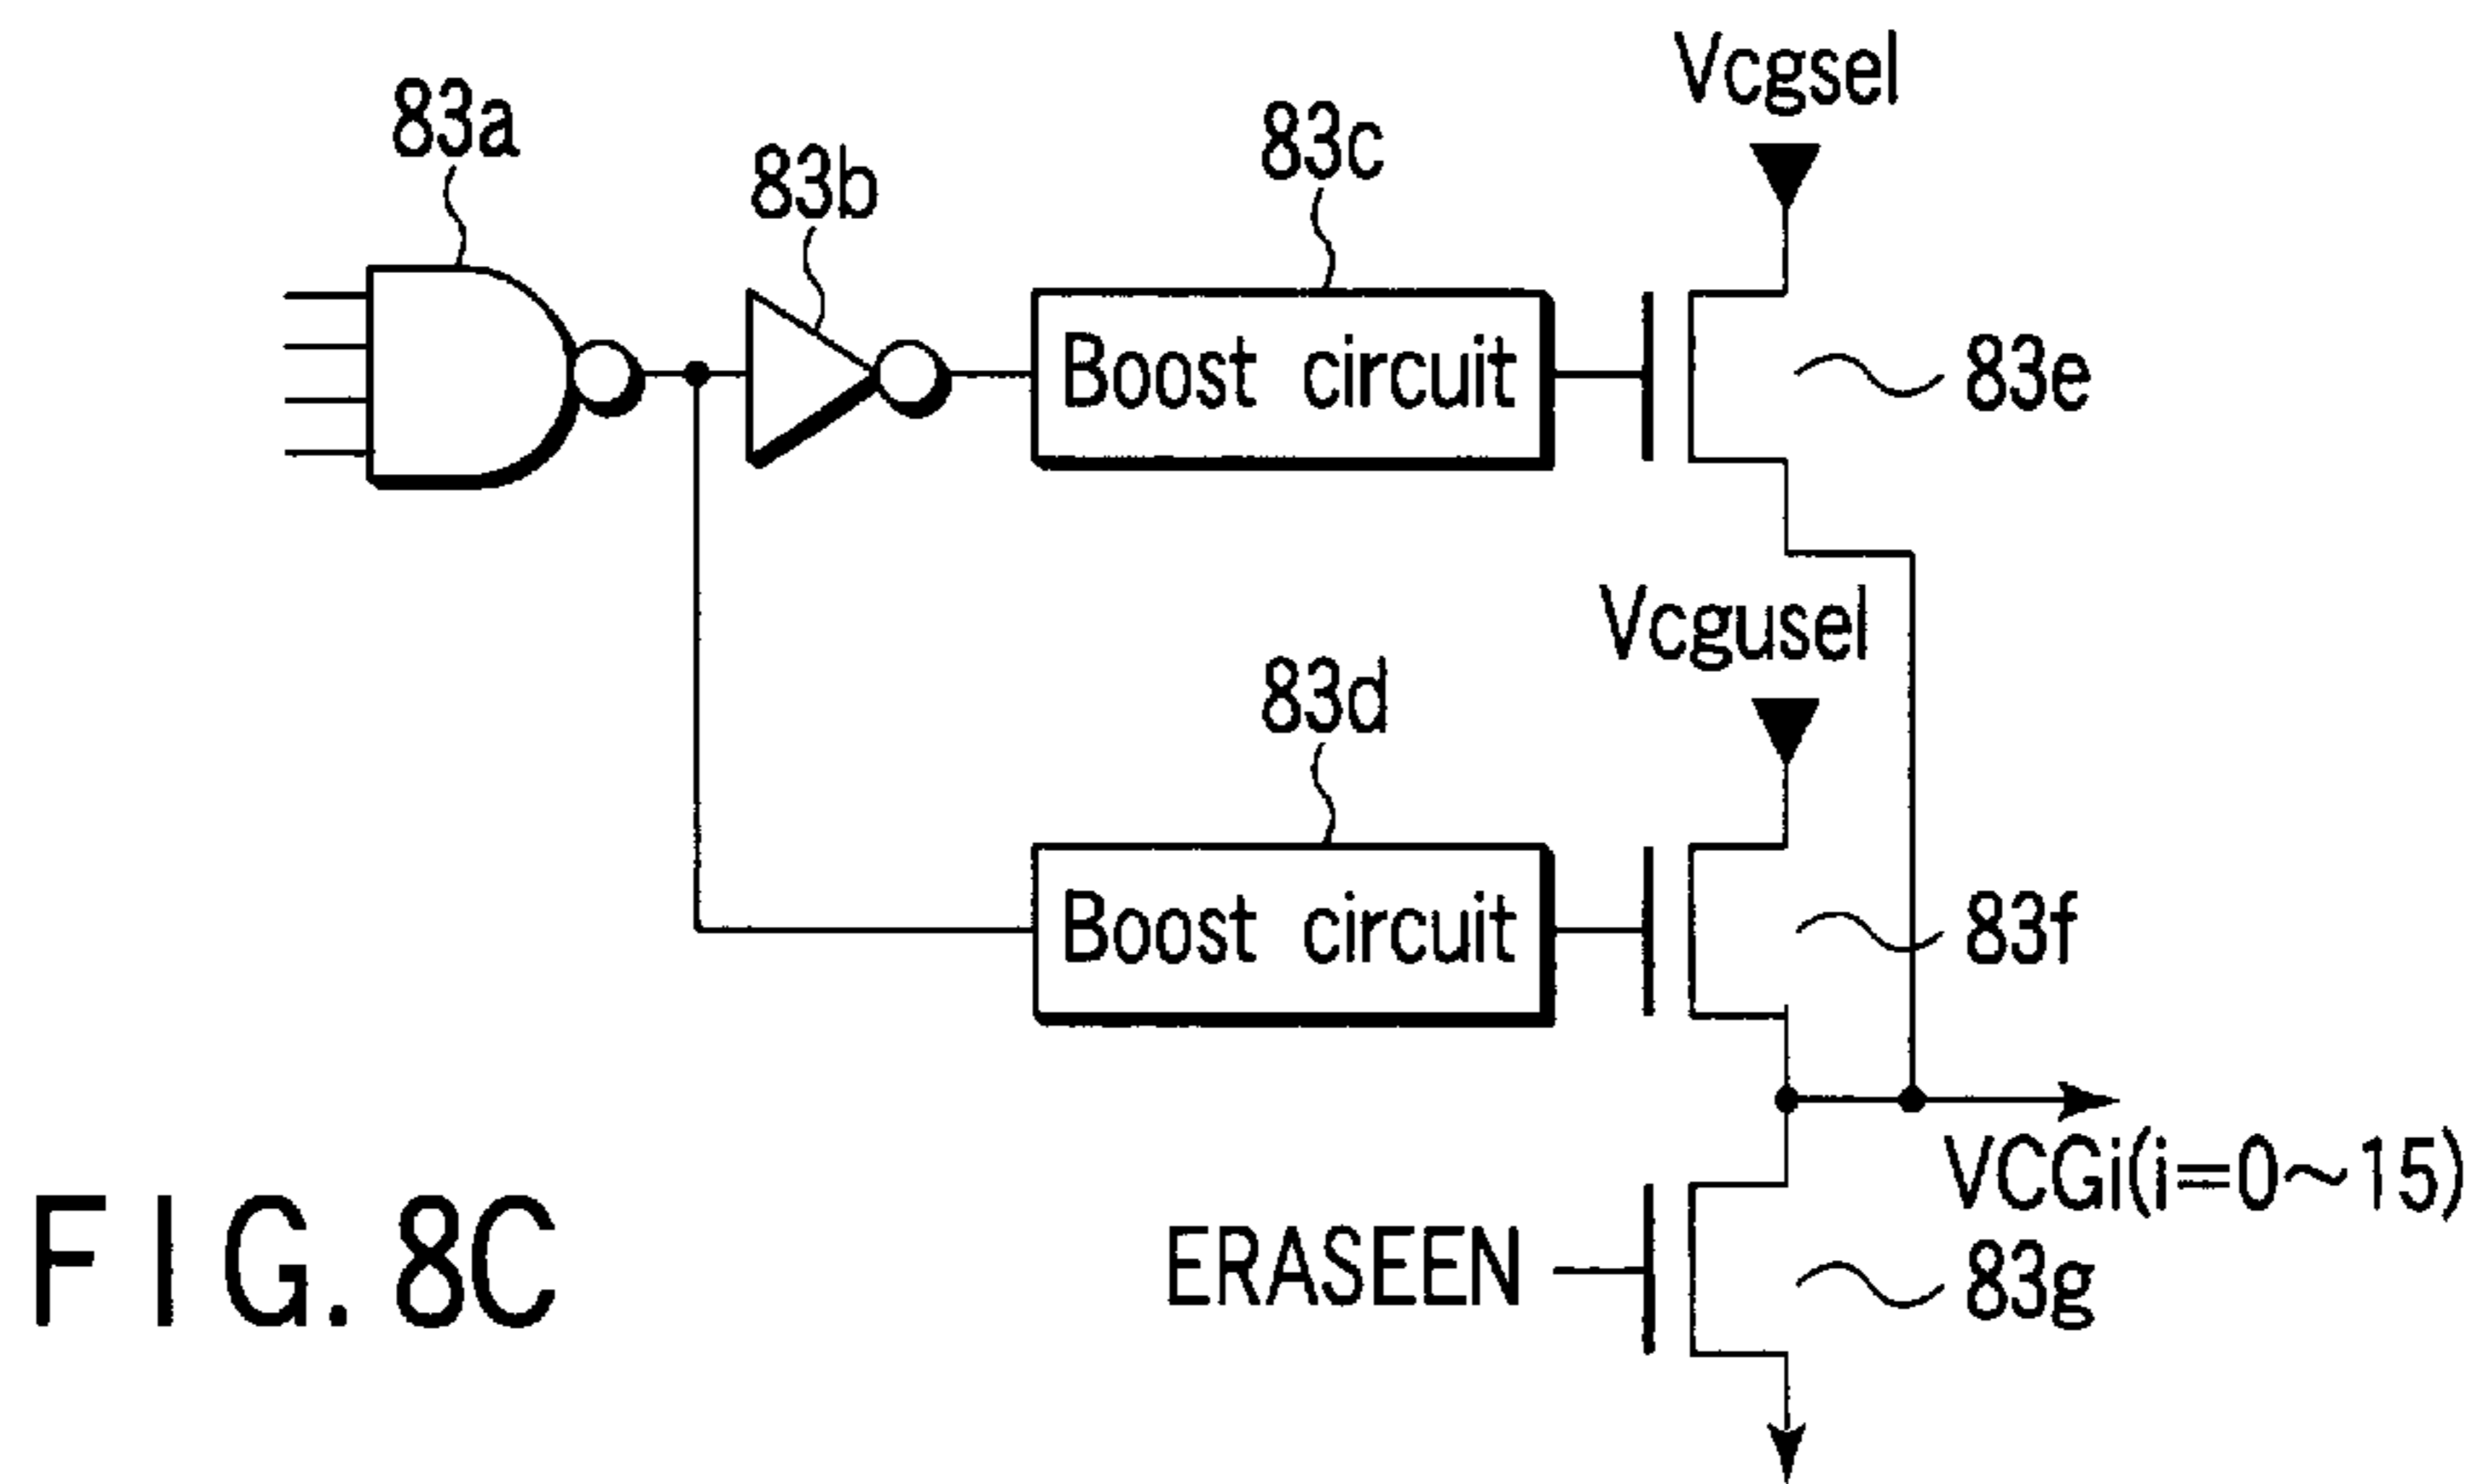 Vcgsel
83a
83b
83c
Boost circuit
83e
Vcgusel
83d
Boost circuit
83f
VCGi(i=0~15)
ERASEEN
83g
FIG. 8C